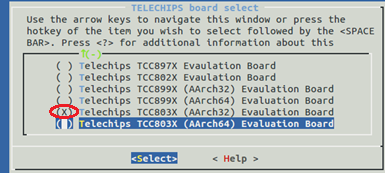 TELECHIPS board select
Use the arrow keys to navigate this window or press the
hotkey of the item you wish to select followed by the <SPACE
BAR>. Press <?> for additional information about this
↑(-)
( ) Telechips TCC897X Evaulation Board
( ) Telechips TCC802X Evaulation Board
( ) Telechips TCC899X (AArch32) Evaluation Board
( ) Telechips TCC899X (AArch64) Evaluation Board
(X) Telechips TCC803X (AArch32) Evaluation Board
( ) Telechips TCC803X (AArch64) Evaluation Board
<Select> < Help >